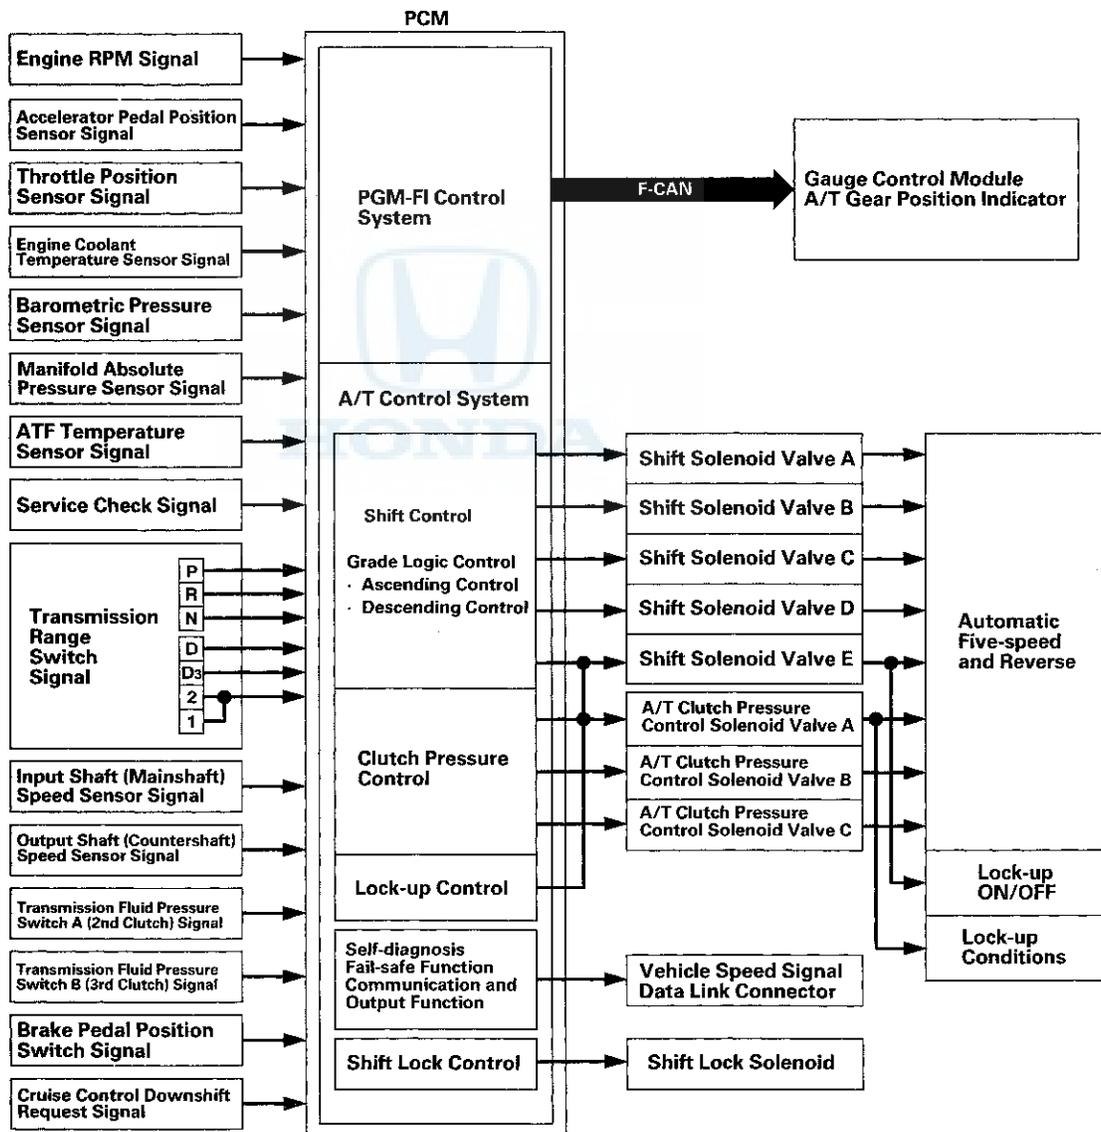 PCM
Engine RPM Signal
Accelerator Pedal Position
Sensor Signal
Throttle Position
Sensor Signal
Engine Coolant
Temperature Sensor Signal
Barometric Pressure
Sensor Signal
Manifold Absolute
Pressure Sensor Signal
ATF Temperature
Sensor Signal
Service Check Signal
Transmission
Range
Switch
Signal
P
R
N
D
D3
2
1
Input Shaft (Mainshaft)
Speed Sensor Signal
Output Shaft (Countershaft)
Speed Sensor Signal
Transmission Fluid Pressure
Switch A (2nd Clutch) Signal
Transmission Fluid Pressure
Switch B (3rd Clutch) Signal
Brake Pedal Position
Switch Signal
Cruise Control Downshift
Request Signal
PGM-FI Control
System
A/T Control System
HONDA
Shift Control
Grade Logic Control
· Ascending Control
· Descending Control
Clutch Pressure
Control
Lock-up Control
Self-diagnosis
Fail-safe Function
Communication and
Output Function
Shift Lock Control
F-CAN
Gauge Control Module
A/T Gear Position Indicator
Shift Solenoid Valve A
Shift Solenoid Valve B
Shift Solenoid Valve C
Shift Solenoid Valve D
Shift Solenoid Valve E
A/T Clutch Pressure
Control Solenoid Valve A
A/T Clutch Pressure
Control Solenoid Valve B
A/T Clutch Pressure
Control Solenoid Valve C
Vehicle Speed Signal
Data Link Connector
Shift Lock Solenoid
Automatic
Five-speed
and Reverse
Lock-up
ON/OFF
Lock-up
Conditions